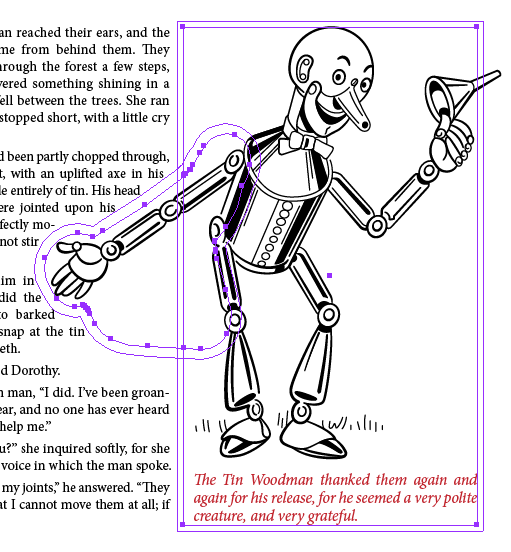 an reached their ears, and the
me from behind them. They
hrough the forest a few steps,
vered something shining in a
fell between the trees. She ran
stopped short, with a little cry
d been partly chopped through,
t, with an uplifted axe in his
le entirely of tin. His head
ere jointed upon his
fectly mo-
not stir
im in
did the
to barked
snap at the tin
eth.
d Dorothy.
n man, “I did. I’ve been groan-
ear, and no one has ever heard
help me.”
u?” she inquired softly, for she
voice in which the man spoke.
my joints,” he answered. “They
at I cannot move them at all; if
The Tin Woodman thanked them again and
again for his release, for he seemed a very polite
creature, and very grateful.